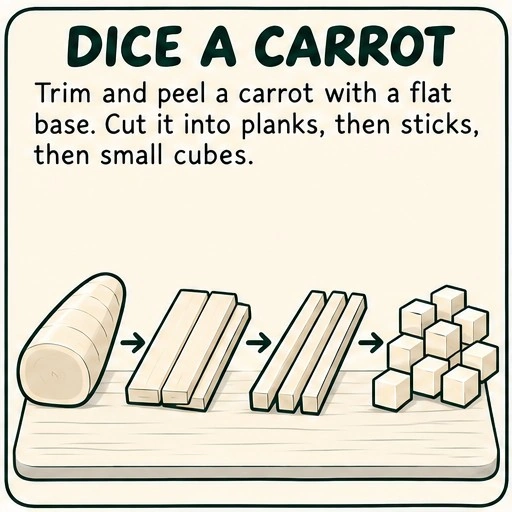 DICE A CARROT
Trim and peel a carrot with a flat
base. Cut it into planks, then sticks,
then small cubes.